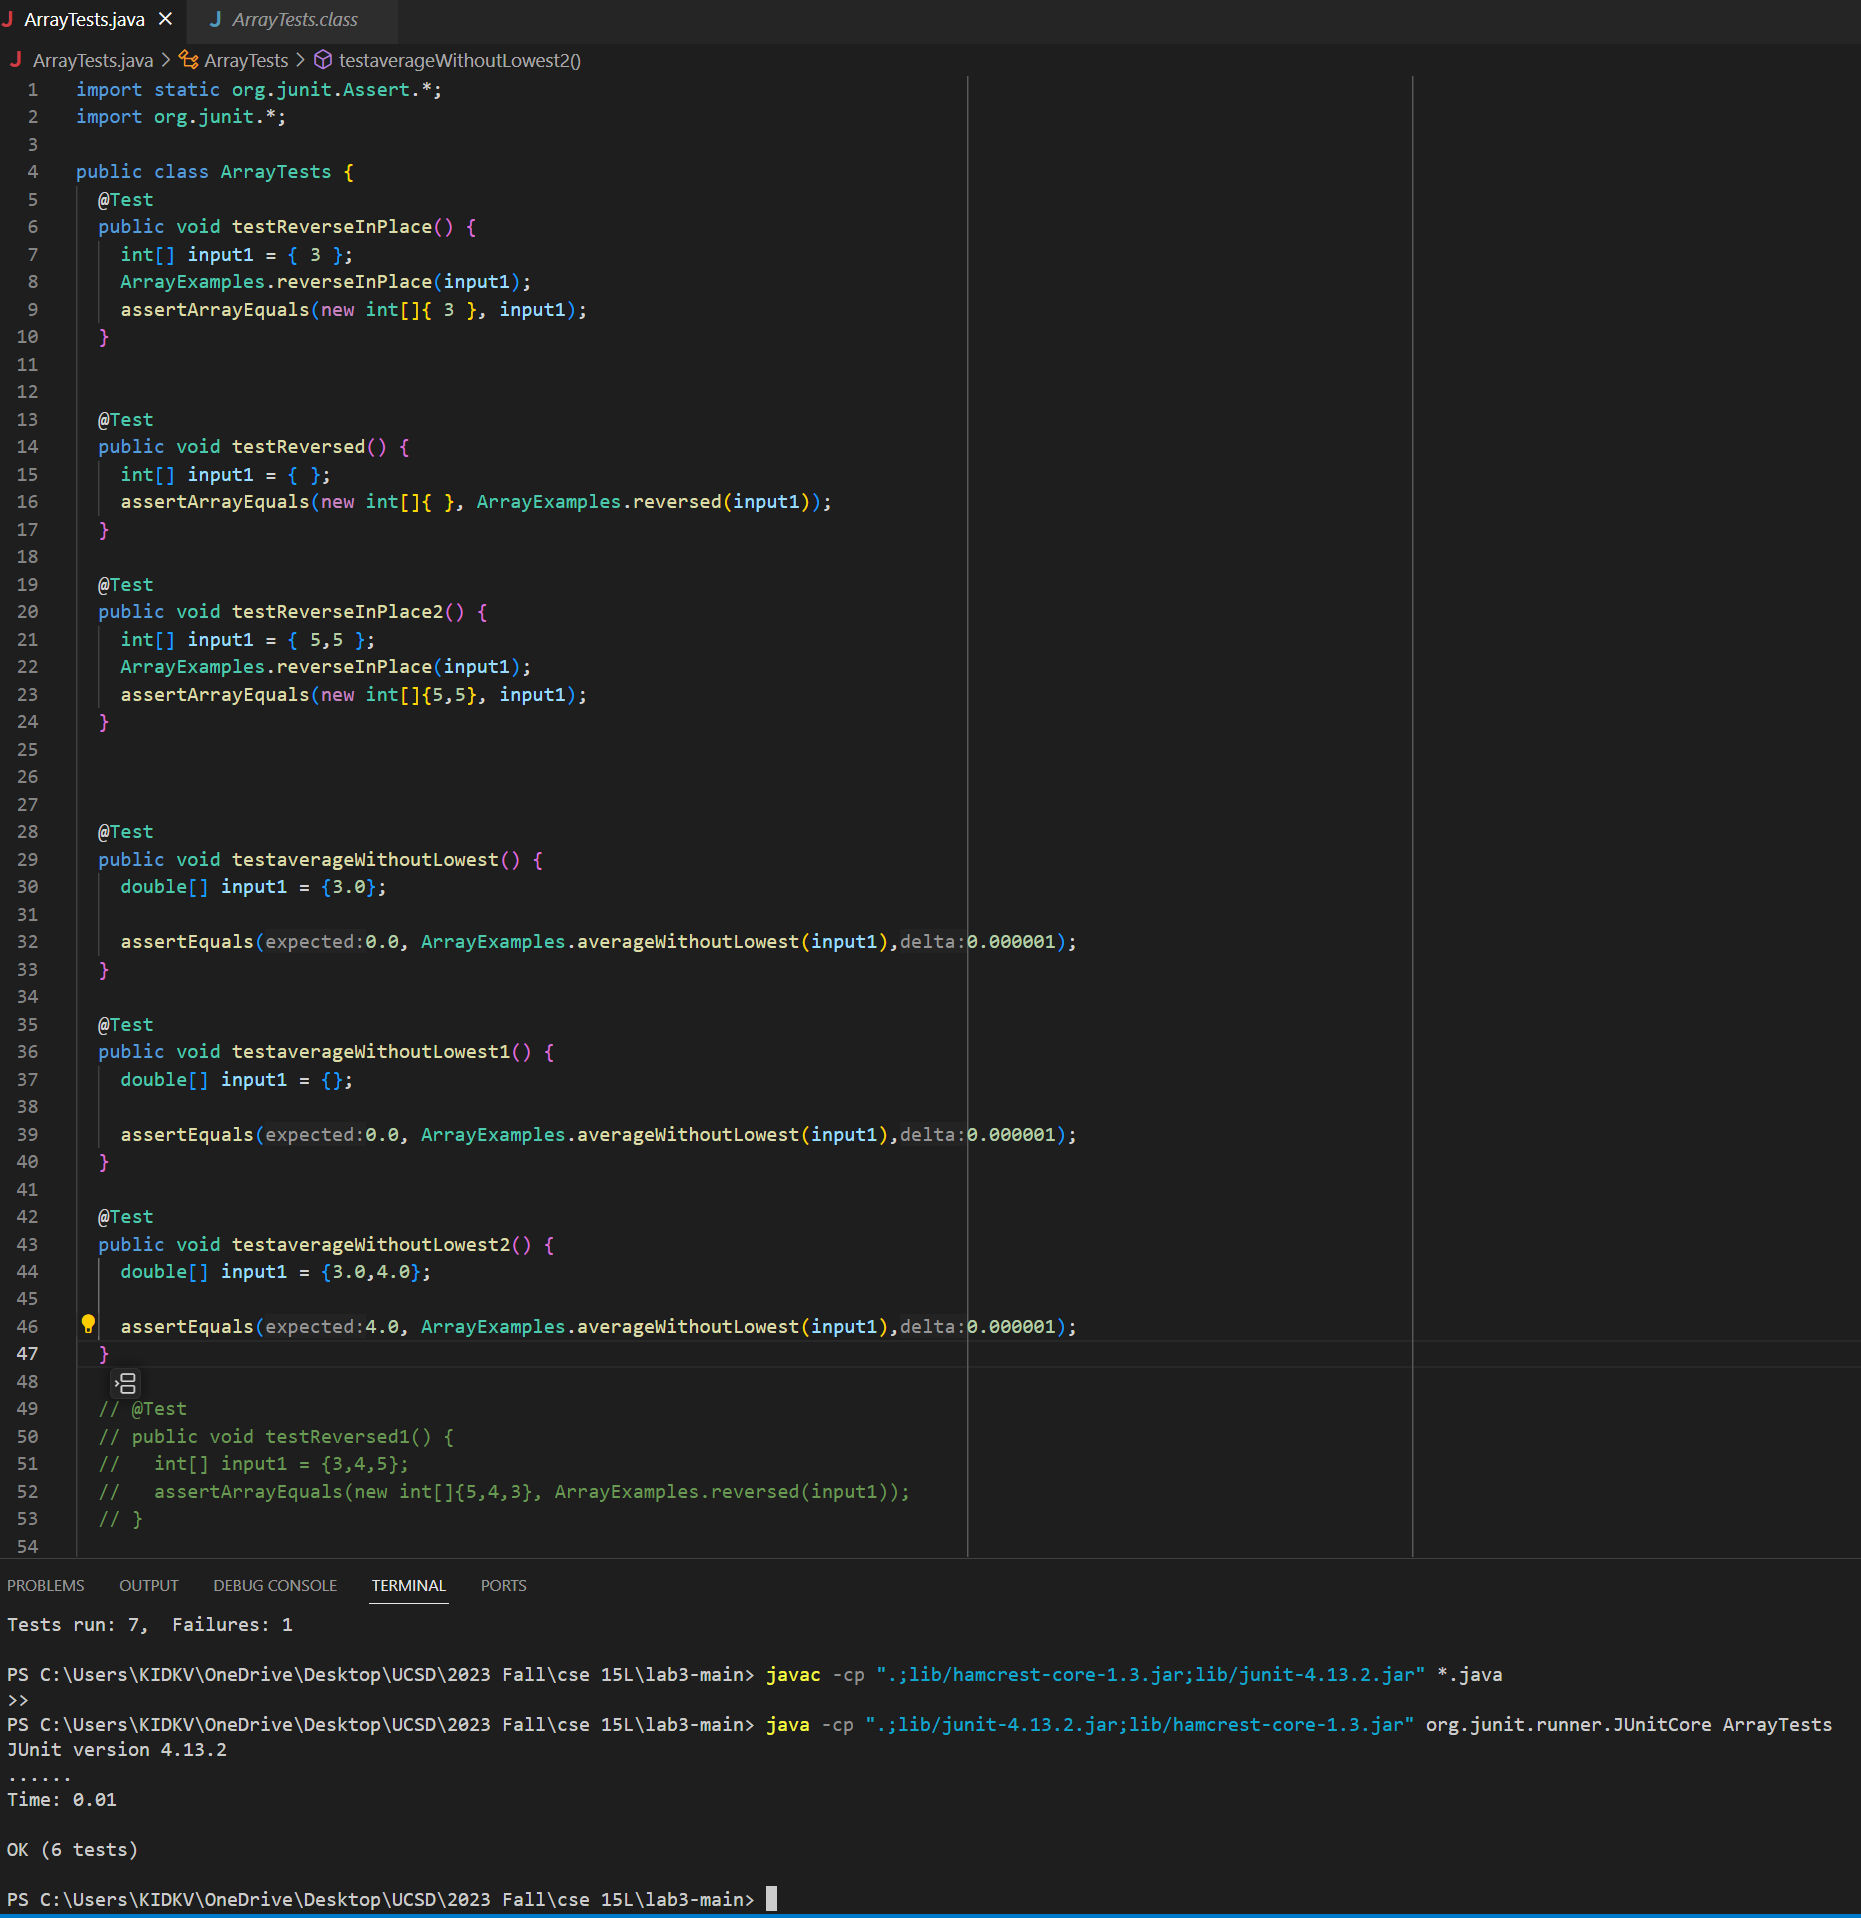 ArrayTests.java × ArrayTests.class
ArrayTests.java > ArrayTests > testaverageWithoutLowest2()
1 import static org.junit.Assert.*;
2 import org.junit.*;
3
4 public class ArrayTests {
5 @Test
6 public void testReverseInPlace() {
7 int[] input1 = { 3 };
8 ArrayExamples.reverseInPlace(input1);
9 assertArrayEquals(new int[]{ 3 }, input1);
10 }
11
12
13 @Test
14 public void testReversed() {
15 int[] input1 = { };
16 assertArrayEquals(new int[]{ }, ArrayExamples.reversed(input1));
17 }
18
19 @Test
20 public void testReverseInPlace2() {
21 int[] input1 = { 5,5 };
22 ArrayExamples.reverseInPlace(input1);
23 assertArrayEquals(new int[]{5,5}, input1);
24 }
25
26
27
28 @Test
29 public void testaverageWithoutLowest() {
30 double[] input1 = {3.0};
31
32 assertEquals(expected:0.0, ArrayExamples.averageWithoutLowest(input1),delta:0.000001);
33 }
34
35 @Test
36 public void testaverageWithoutLowest1() {
37 double[] input1 = {};
38
39 assertEquals(expected:0.0, ArrayExamples.averageWithoutLowest(input1),delta:0.000001);
40 }
41
42 @Test
43 public void testaverageWithoutLowest2() {
44 double[] input1 = {3.0,4.0};
45
46 assertEquals(expected:4.0, ArrayExamples.averageWithoutLowest(input1),delta:0.000001);
47 }
48
49 // @Test
50 // public void testReversed1() {
51 // int[] input1 = {3,4,5};
52 // assertArrayEquals(new int[]{5,4,3}, ArrayExamples.reversed(input1));
53 // }
54
PROBLEMS OUTPUT DEBUG CONSOLE TERMINAL PORTS
Tests run: 7, Failures: 1
PS C:\Users\KIDKV\OneDrive\Desktop\UCSD\2023 Fall\cse 15L\lab3-main> javac -cp ".;lib/hamcrest-core-1.3.jar;lib/junit-4.13.2.jar" *.java
>>
PS C:\Users\KIDKV\OneDrive\Desktop\UCSD\2023 Fall\cse 15L\lab3-main> java -cp ".;lib/junit-4.13.2.jar;lib/hamcrest-core-1.3.jar" org.junit.runner.JUnitCore ArrayTests
JUnit version 4.13.2
......
Time: 0.01
OK (6 tests)
PS C:\Users\KIDKV\OneDrive\Desktop\UCSD\2023 Fall\cse 15L\lab3-main>